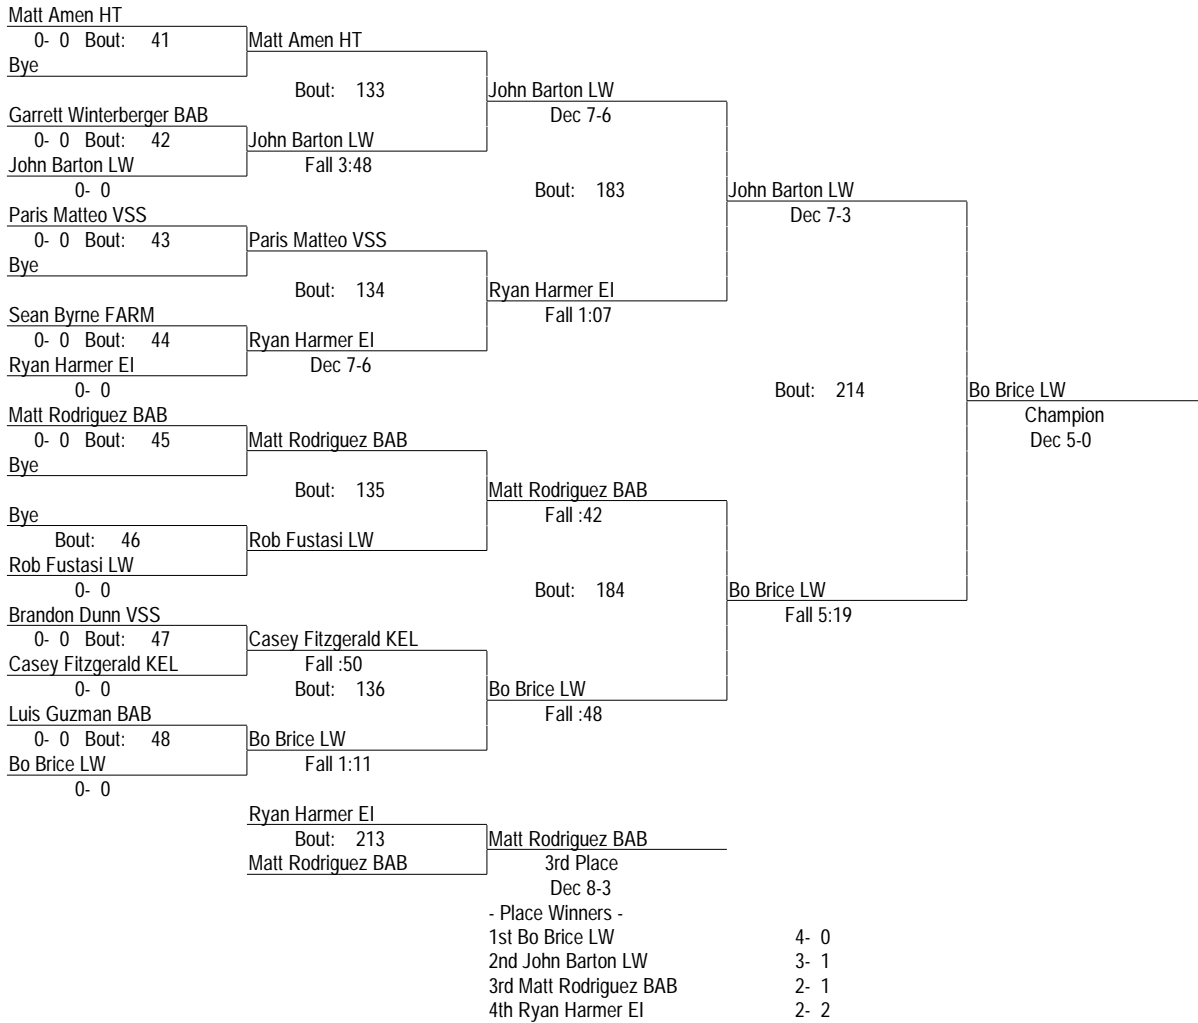 Matt Amen HT
0- 0 Bout: 41 Matt Amen HT
Bye
Bout: 133 John Barton LW
Garrett Winterberger BAB Dec 7-6
0- 0 Bout: 42 John Barton LW
John Barton LW Fall 3:48
0- 0 Bout: 183 John Barton LW
Paris Matteo VSS Dec 7-3
0- 0 Bout: 43 Paris Matteo VSS
Bye
Bout: 134 Ryan Harmer EI
Sean Byrne FARM Fall 1:07
0- 0 Bout: 44 Ryan Harmer EI
Ryan Harmer EI Dec 7-6
0- 0 Bout: 214 Bo Brice LW
Matt Rodriguez BAB Champion
0- 0 Bout: 45 Matt Rodriguez BAB Dec 5-0
Bye
Bout: 135 Matt Rodriguez BAB
Bye Fall :42
Bout: 46 Rob Fustasi LW
Rob Fustasi LW
0- 0 Bout: 184 Bo Brice LW
Brandon Dunn VSS Fall 5:19
0- 0 Bout: 47 Casey Fitzgerald KEL
Casey Fitzgerald KEL Fall :50
0- 0 Bout: 136 Bo Brice LW
Luis Guzman BAB Fall :48
0- 0 Bout: 48 Bo Brice LW
Bo Brice LW Fall 1:11
0- 0
Ryan Harmer EI
Bout: 213 Matt Rodriguez BAB
Matt Rodriguez BAB 3rd Place
Dec 8-3
- Place Winners -
1st Bo Brice LW 4- 0
2nd John Barton LW 3- 1
3rd Matt Rodriguez BAB 2- 1
4th Ryan Harmer EI 2- 2